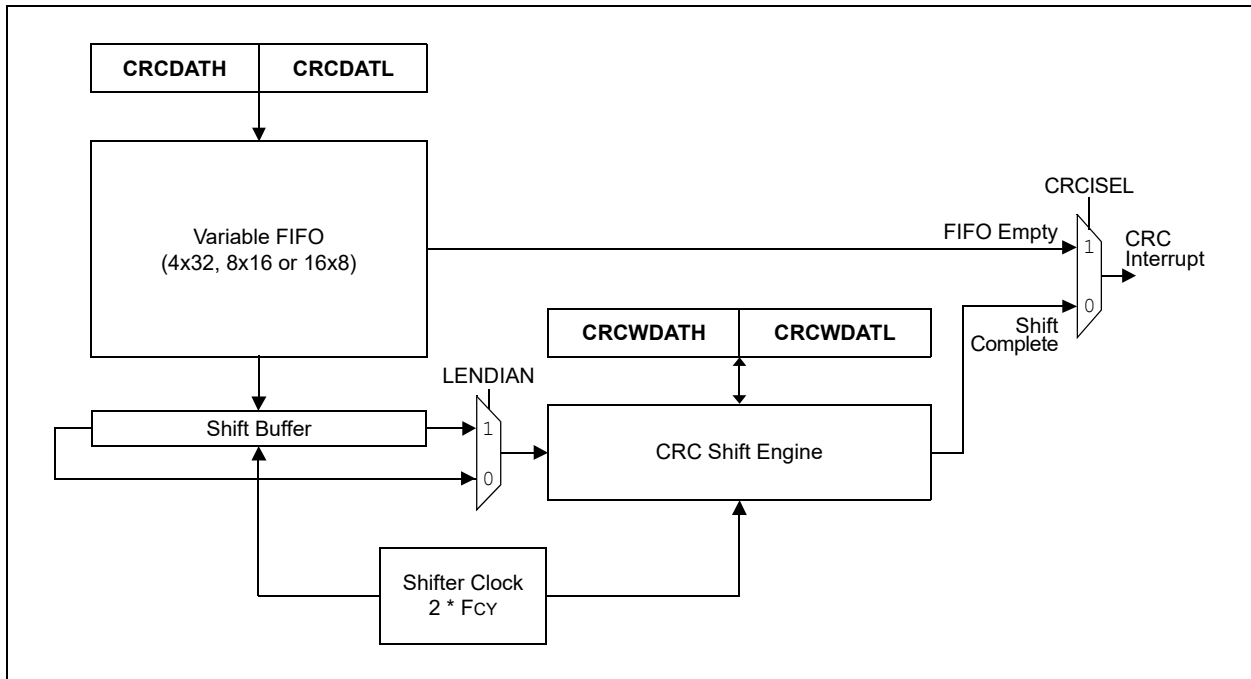 CRCDATH CRCDATL
Variable FIFO
(4x32, 8x16 or 16x8)
CRCISEL
FIFO Empty
1
CRC
Interrupt
0
Shift
Complete
CRCWDATH CRCWDATL
LENDIAN
Shift Buffer
1
0
CRC Shift Engine
Shifter Clock
2 * FCY